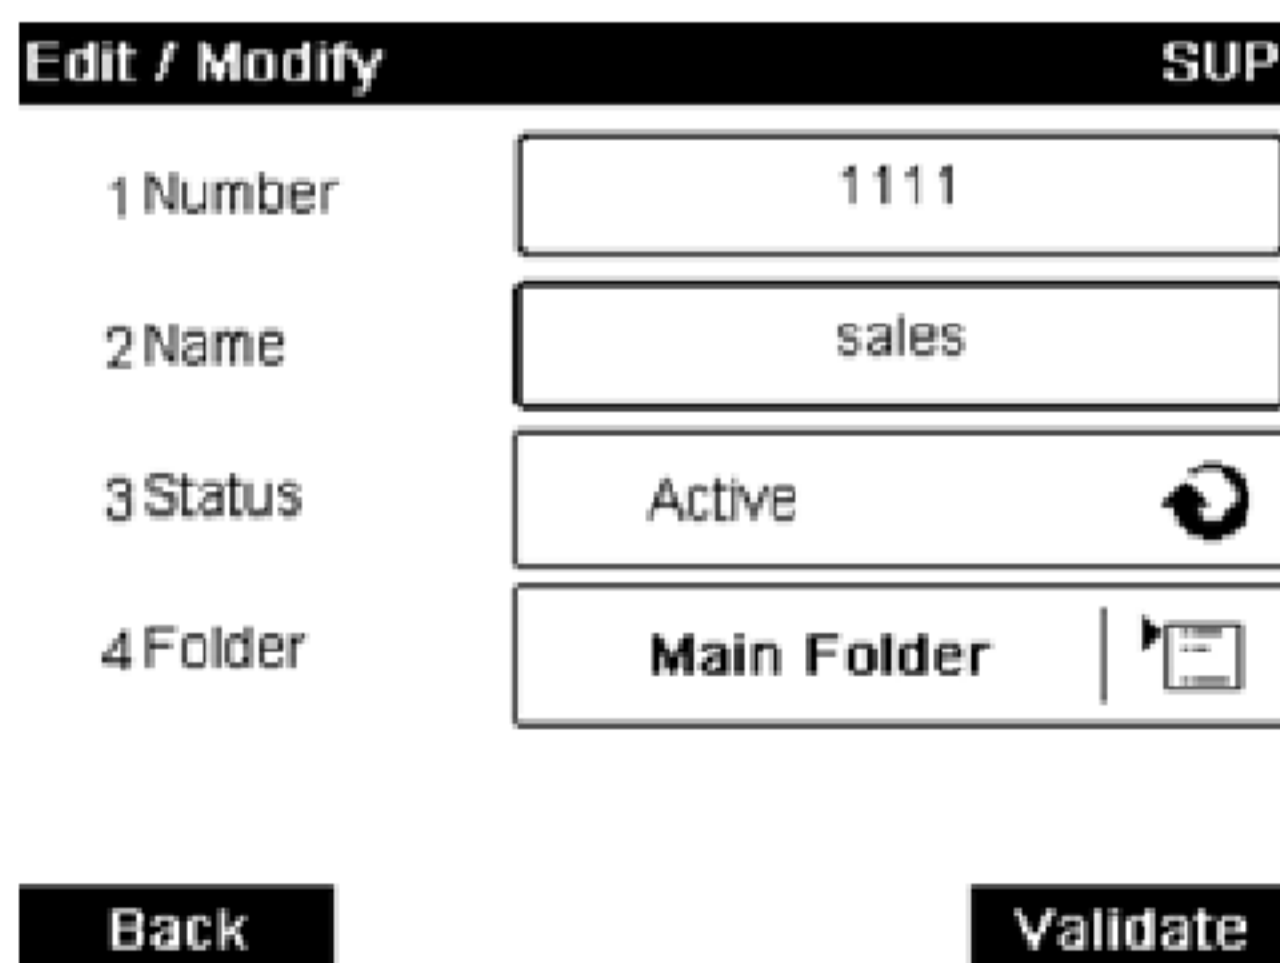 Edit / Modify SUP
1 Number 1111
2 Name sales
3 Status Active
4 Folder Main Folder
Back Validate